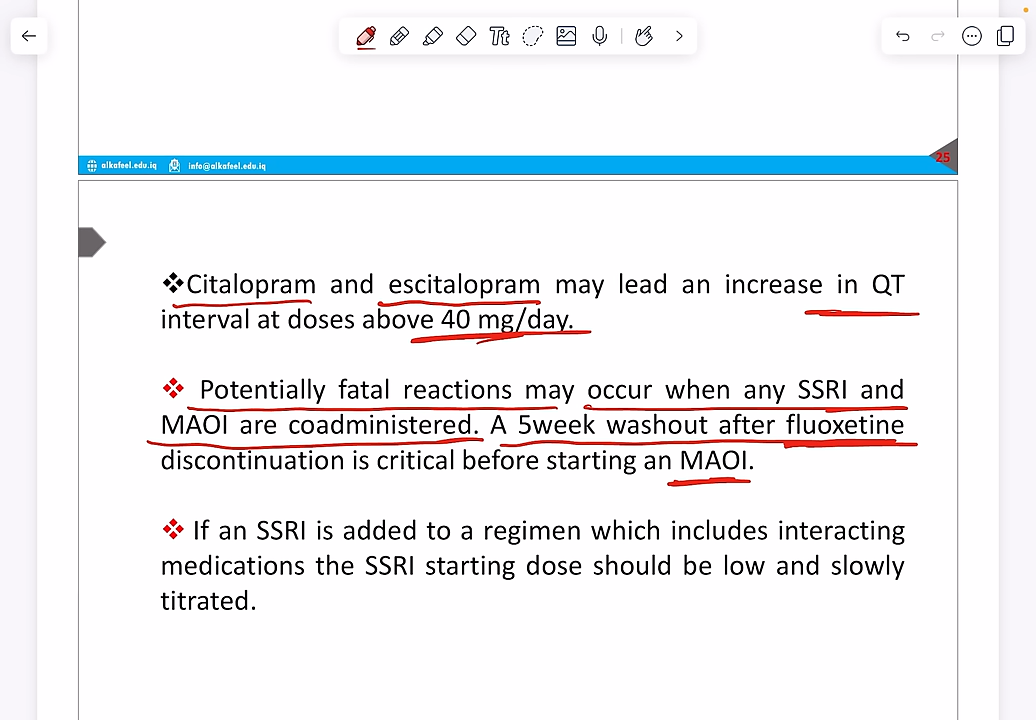 Tt
alkafeel.edu.iq info@alkafeel.edu.iq 25
❖Citalopram and escitalopram may lead an increase in QT
interval at doses above 40 mg/day.
❖ Potentially fatal reactions may occur when any SSRI and
MAOI are coadministered. A 5week washout after fluoxetine
discontinuation is critical before starting an MAOI.
❖ If an SSRI is added to a regimen which includes interacting
medications the SSRI starting dose should be low and slowly
titrated.